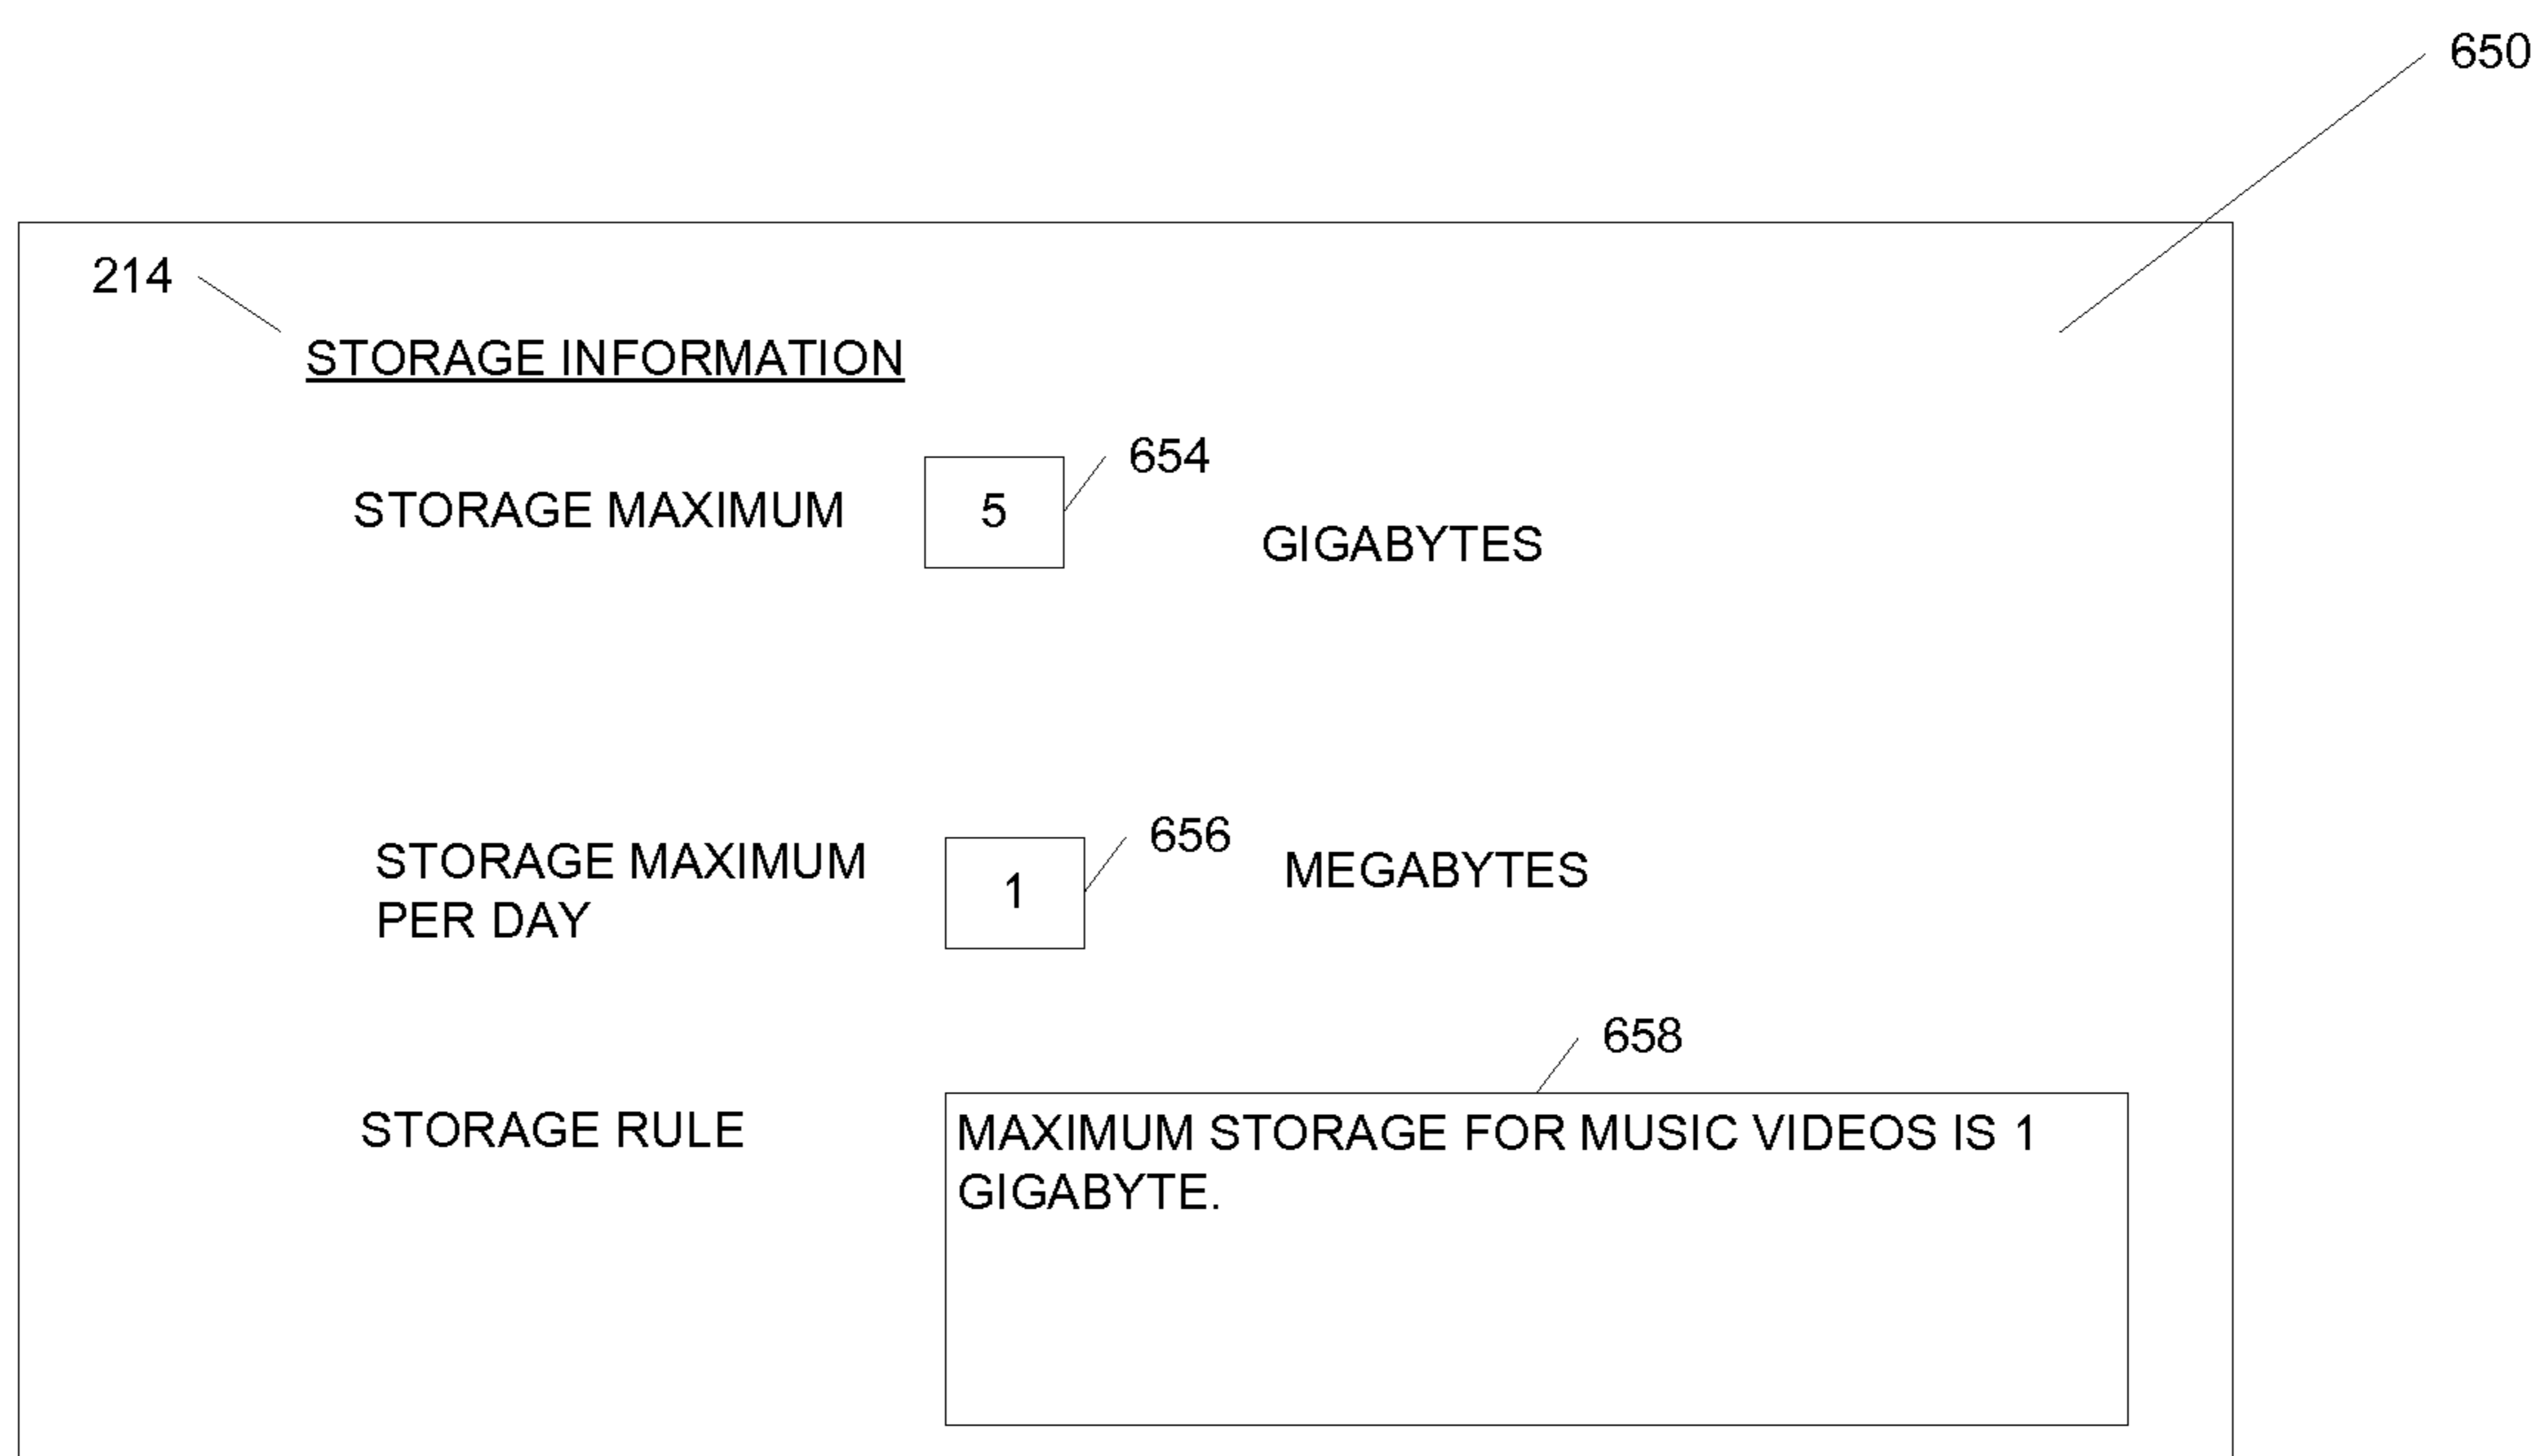 650
214
STORAGE INFORMATION
654
STORAGE MAXIMUM 5 GIGABYTES
656
STORAGE MAXIMUM 1 MEGABYTES
PER DAY
658
STORAGE RULE MAXIMUM STORAGE FOR MUSIC VIDEOS IS 1
GIGABYTE.